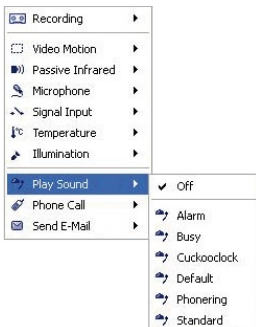 Recording
Video Motion
Passive Infrared
Microphone
Signal Input
Temperature
Illumination
Play Sound
Phone Call
Send E-Mail
Off
Alarm
Busy
Cuckooclock
Default
Phonering
Standard